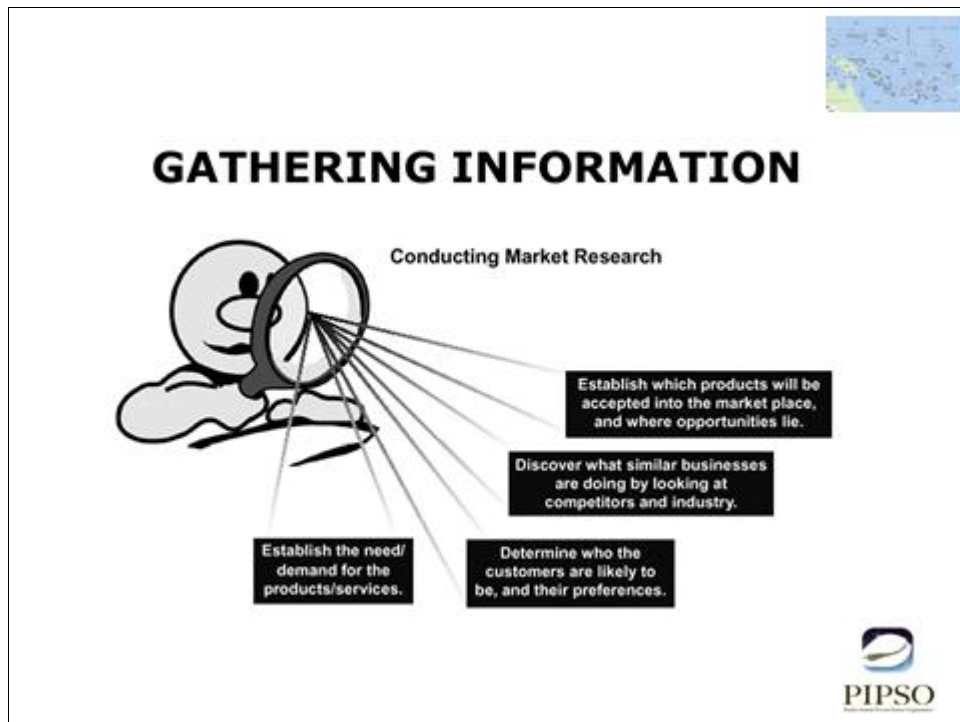 GATHERING INFORMATION
Conducting Market Research
Establish which products will be
accepted into the market place,
and where opportunities lie.
Discover what similar businesses
are doing by looking at
competitors and industry.
Establish the need/
demand for the
products/services.
Determine who the
customers are likely to
be, and their preferences.
PIPSO